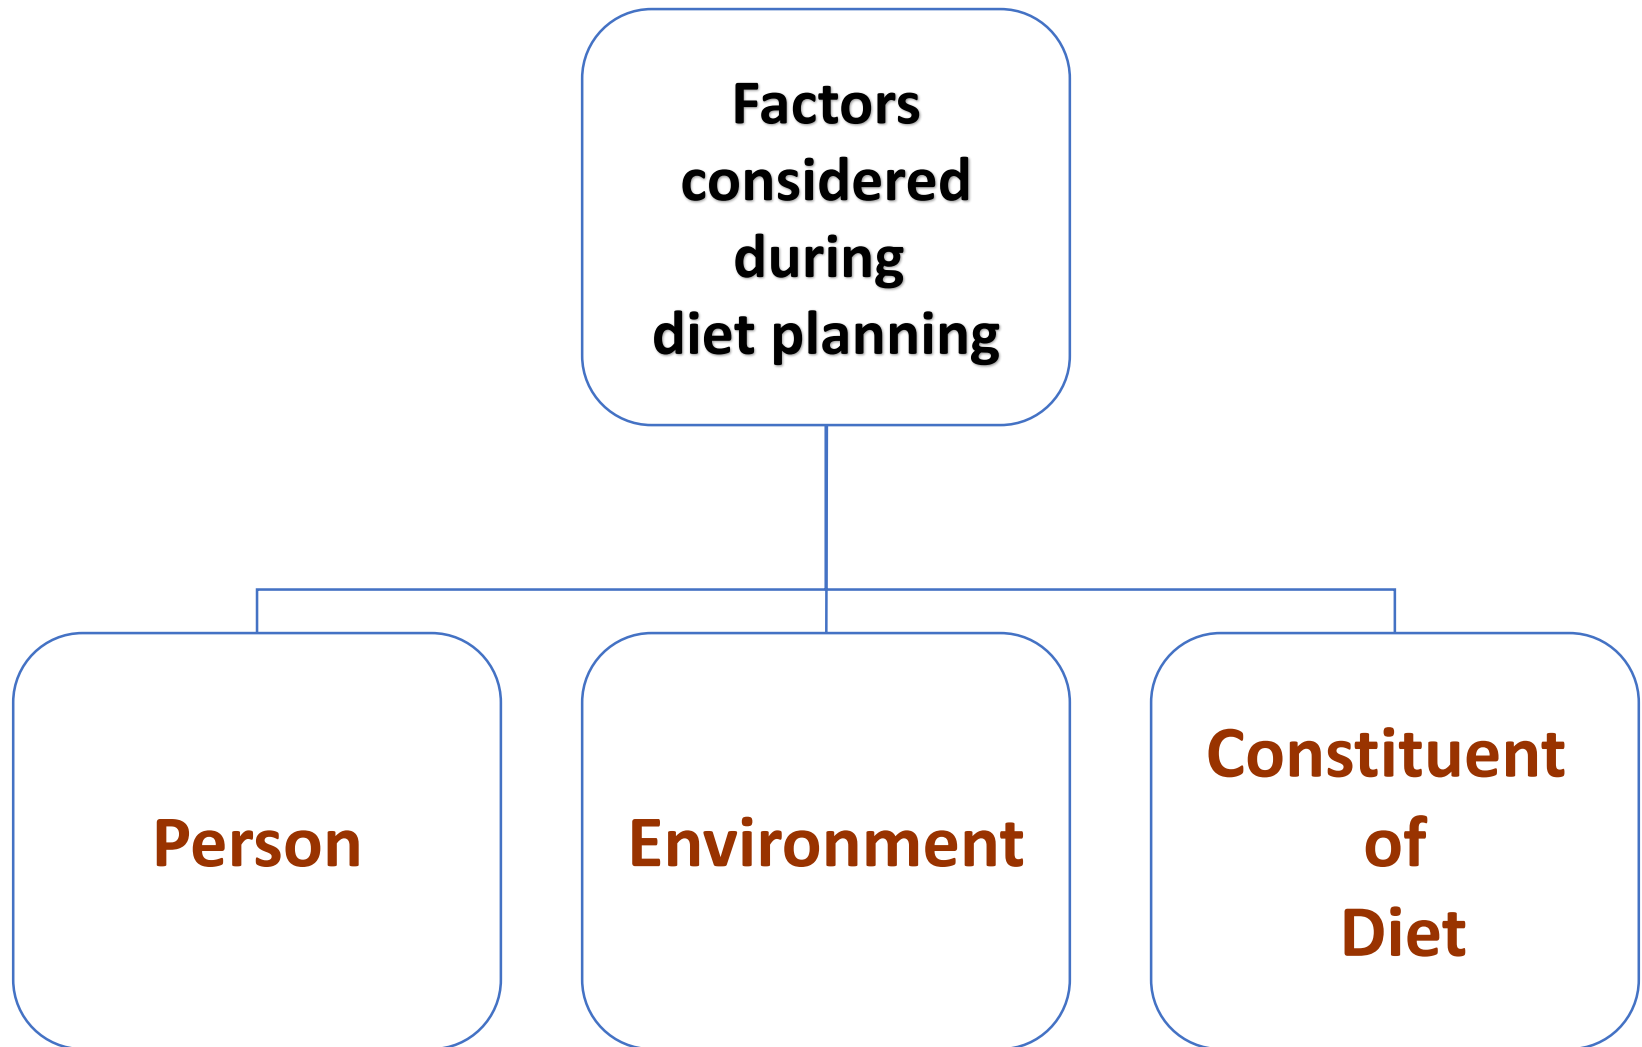 Factors
considered
during
diet planning
Person
Environment
Constituent
of
Diet